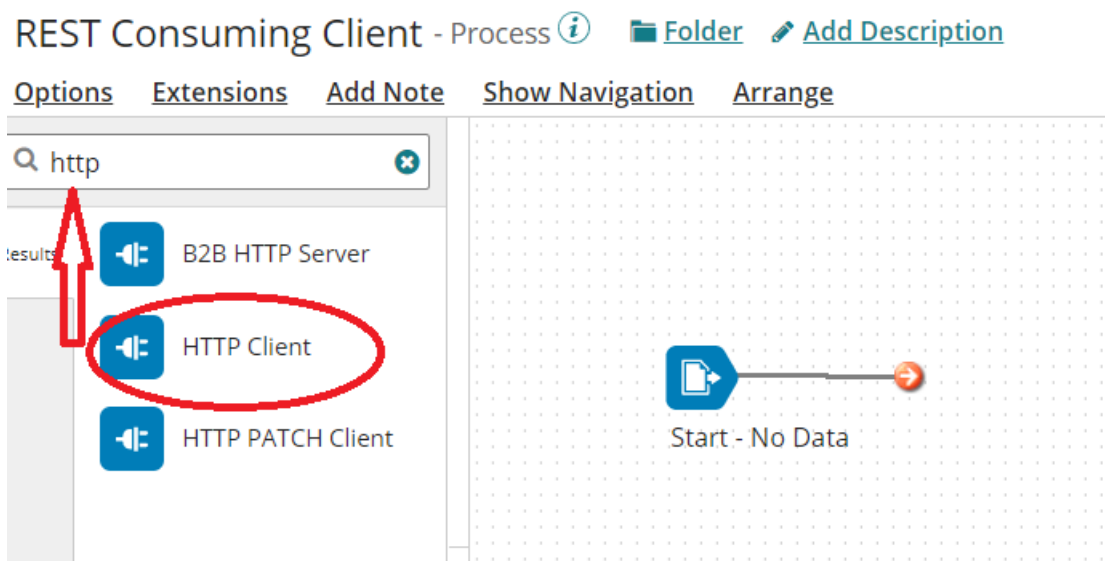 REST Consuming Client - Process i Folder Add Description
Options Extensions Add Note Show Navigation Arrange
http
Results
B2B HTTP Server
HTTP Client
HTTP PATCH Client
Start - No Data